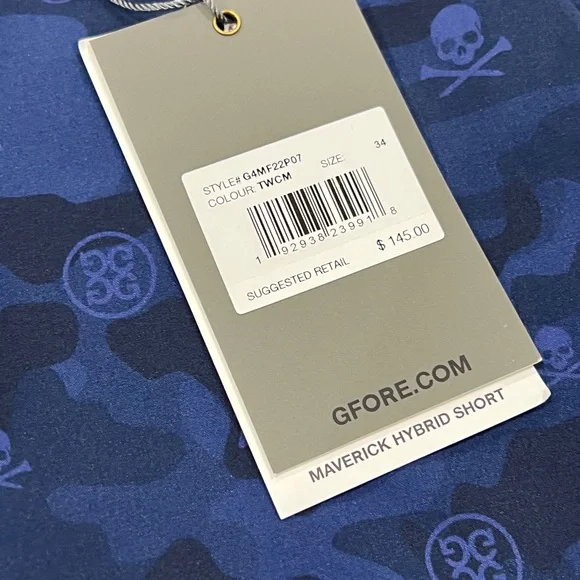 STYLE# G4MF22P07 SIZE: 34
COLOUR: TWCM
1 92938 23991 8
SUGGESTED RETAIL $ 145.00
GFORE.COM
MAVERICK HYBRID SHORT